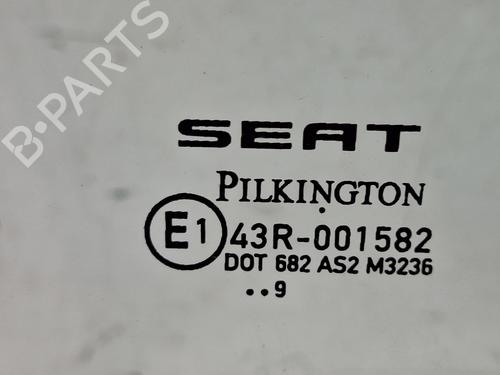 B-PARTS
SEAT
PILKINGTON
E1 43R-001582
DOT 682 AS2 M3236
..9